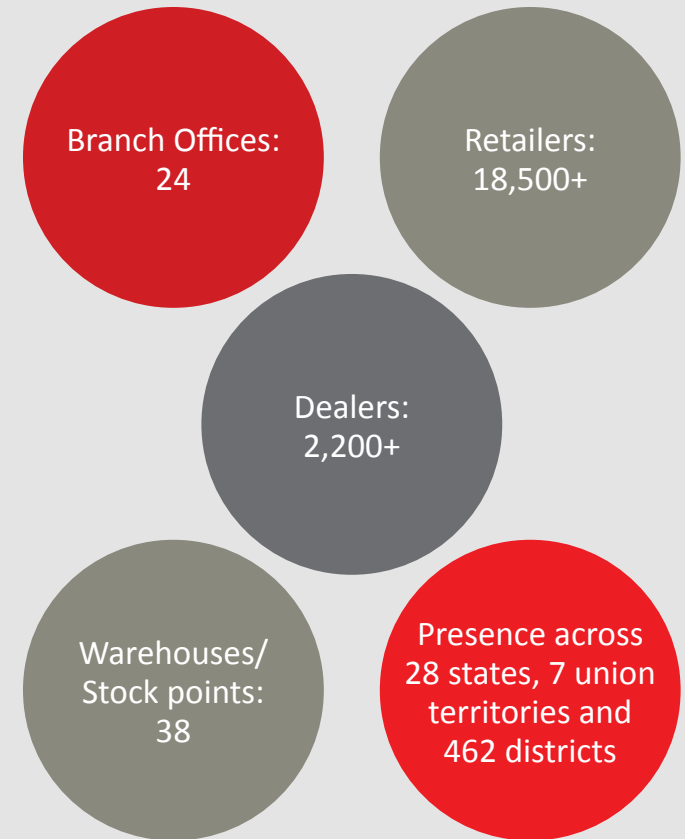 Branch Offices:
24
Retailers:
18,500+
Dealers:
2,200+
Warehouses/
Stock points:
38
Presence across
28 states, 7 union
territories and
462 districts